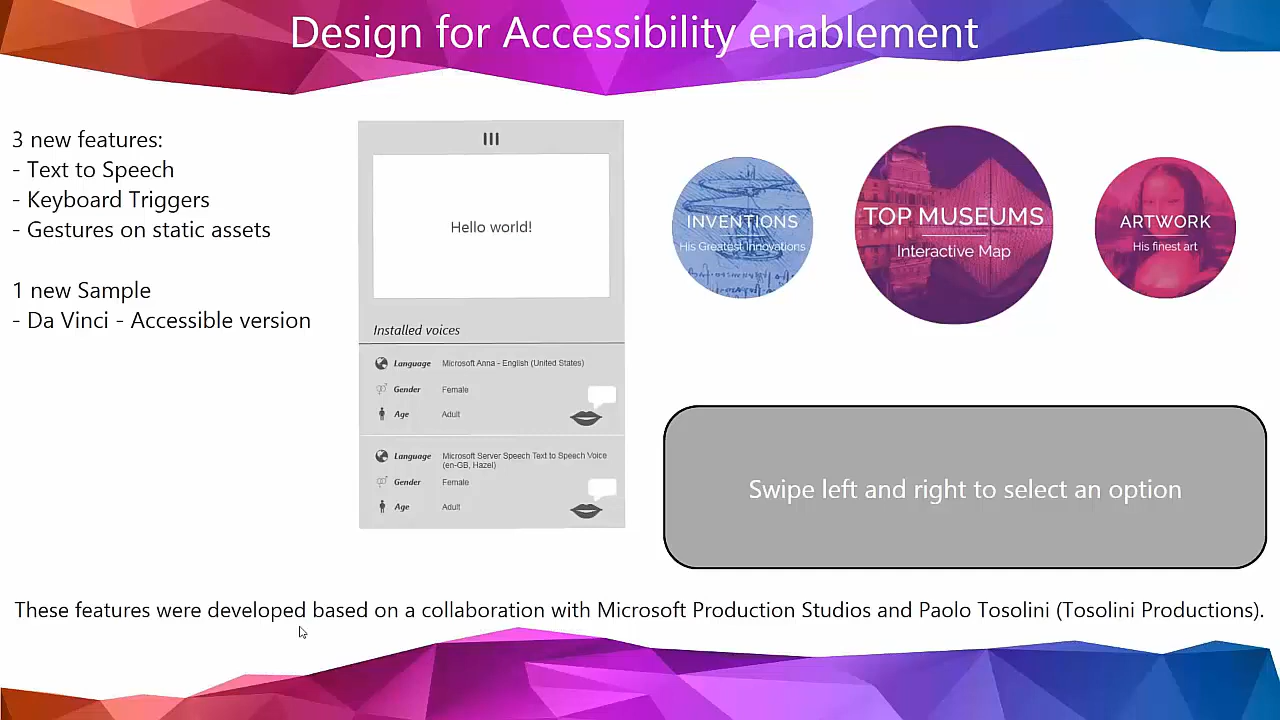 Design for Accessibility enablement
3 new features:
- Text to Speech
- Keyboard Triggers
- Gestures on static assets
1 new Sample
- Da Vinci - Accessible version
Hello world!
Installed voices
Language Microsoft Anna - English (United States)
Gender Female
Age Adult
Language Microsoft Server Speech Text to Speech Voice
(en-GB, Hazel)
Gender Female
Age Adult
INVENTIONS
His Greatest Innovations
TOP MUSEUMS
Interactive Map
ARTWORK
His finest art
Swipe left and right to select an option
These features were developed based on a collaboration with Microsoft Production Studios and Paolo Tosolini (Tosolini Productions).